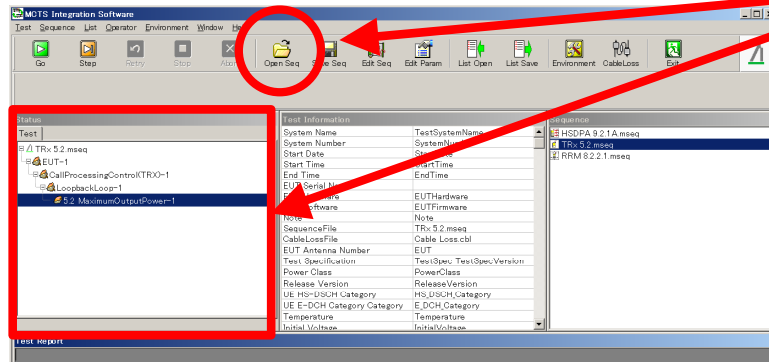 MCTS Integration Software
Test Sequence List Operator Environment Window Help
Go Step Retry Stop Abort Open Seq Save Seq Edit Seq Edit Param List Open List Save Environment CableLoss Exit
Status
Test
TRx 5.2.mseq
EUT-1
CallProcessingControl(TRX)-1
LoopbackLoop-1
5.2 MaximumOutputPower-1
Test Information
System Name TestSystemName
System Number
Start Date
Start Time StartTime
End Time EndTime
EUTHardware
EUTFirmware
Note Note
SequenceFile TRx 5.2.mseq
CableLossFile Cable Loss.cbl
EUT Antenna Number EUT
Test Specification TestSpec TestSpecVersion
Power Class PowerClass
Release Version ReleaseVersion
UE HS-DSCH Category HS_DSCH_Category
UE E-DCH Category Category E_DCH_Category
Temperature Temperature
Initial Voltage InitialVoltage
Sequence
HSDPA 9.2.1A.mseq
TRx 5.2.mseq
RRM 8.2.2.1.mseq
Test Report